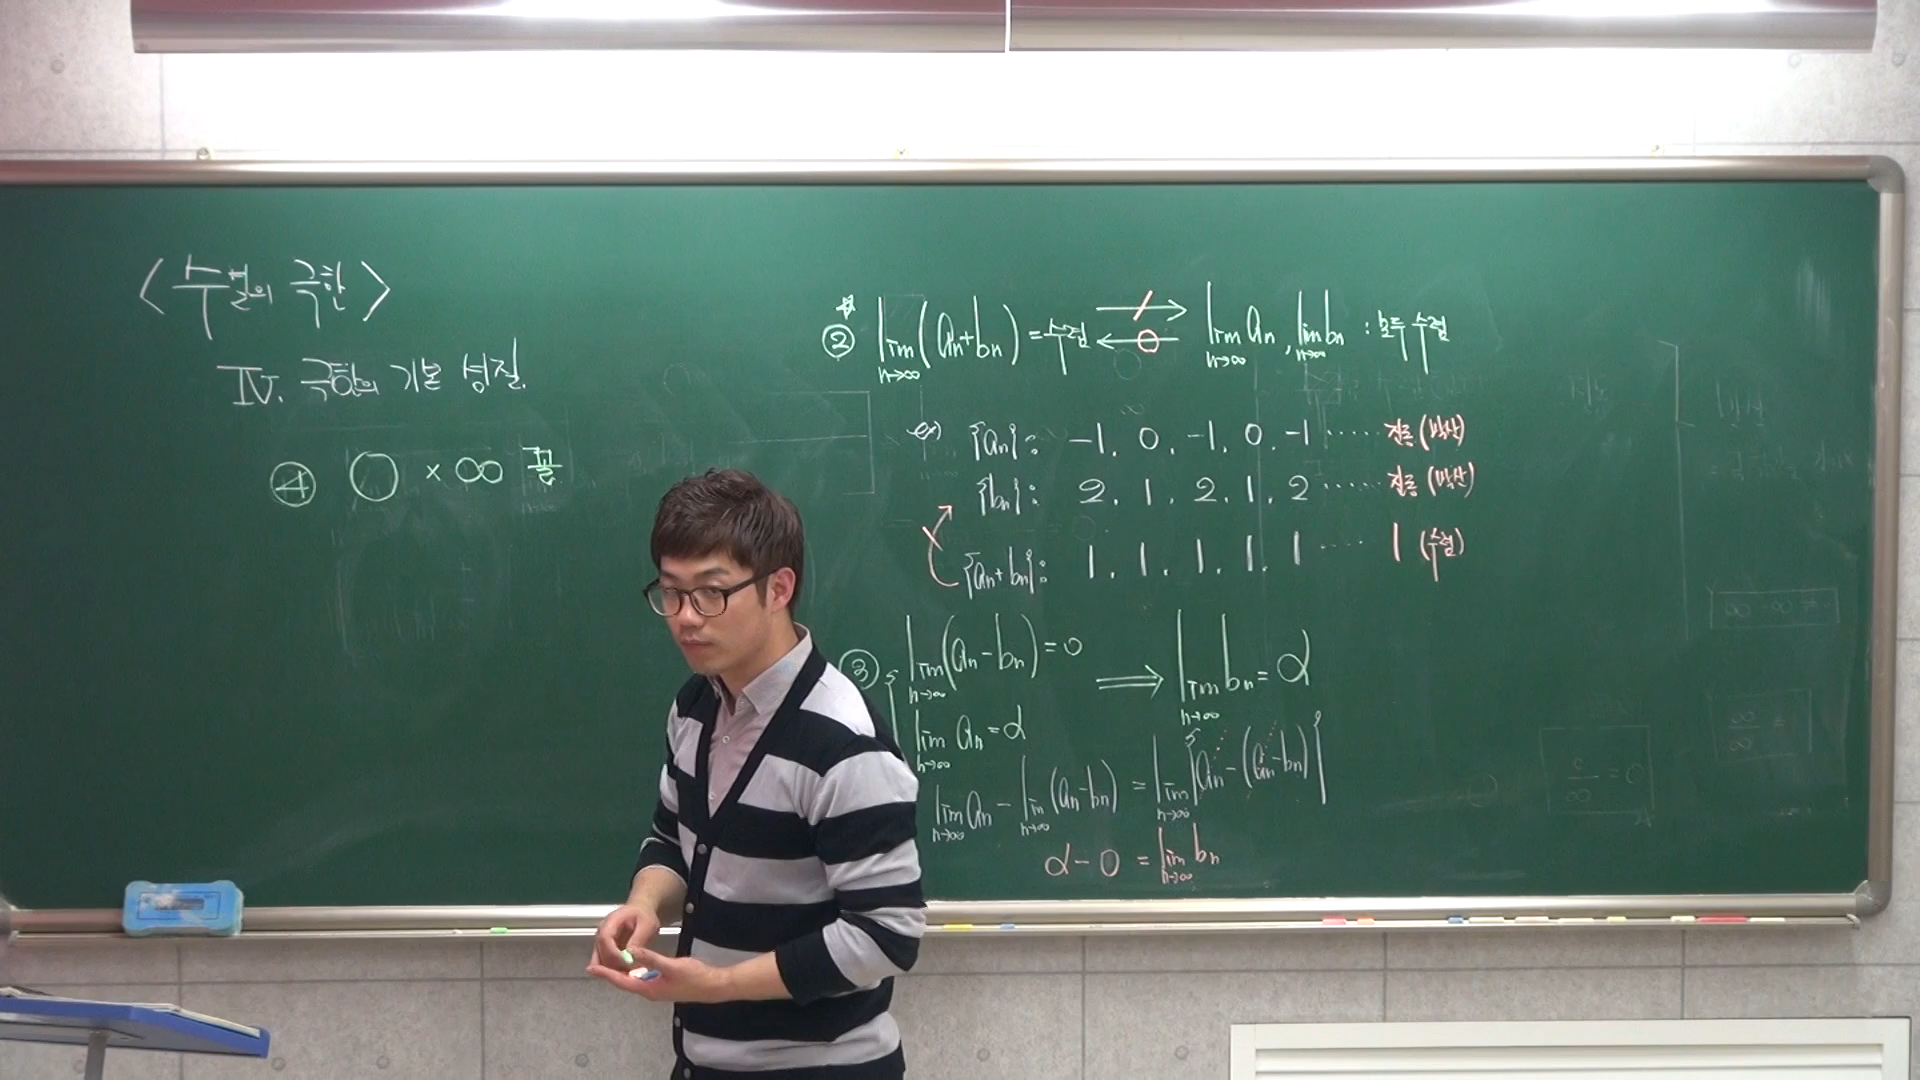 <수열의 극한>
IV. 극한의 기본 성질.
④ 0 × ∞ 꼴
☆
② lim n→∞ (an+bn) = 수렴 ↛ ← ○ lim n→∞ an, lim n→∞ bn : 모두 수렴
ex) {an}: -1. 0. -1. 0. -1 ····· 진동 (발산)
{bn}: 2. 1. 2. 1. 2 ····· 진동 (발산)
{an+bn}: 1. 1. 1. 1. 1 ····· 1 (수렴)
③ lim n→∞ (an-bn) = 0 ⟹ lim n→∞ bn = α
lim n→∞ an = α
lim n→∞ an - lim n→∞ (an-bn) = lim n→∞ {an-(an-bn)}
α - 0 = lim n→∞ bn
∞-∞≠
∞/∞
c/∞ = 0